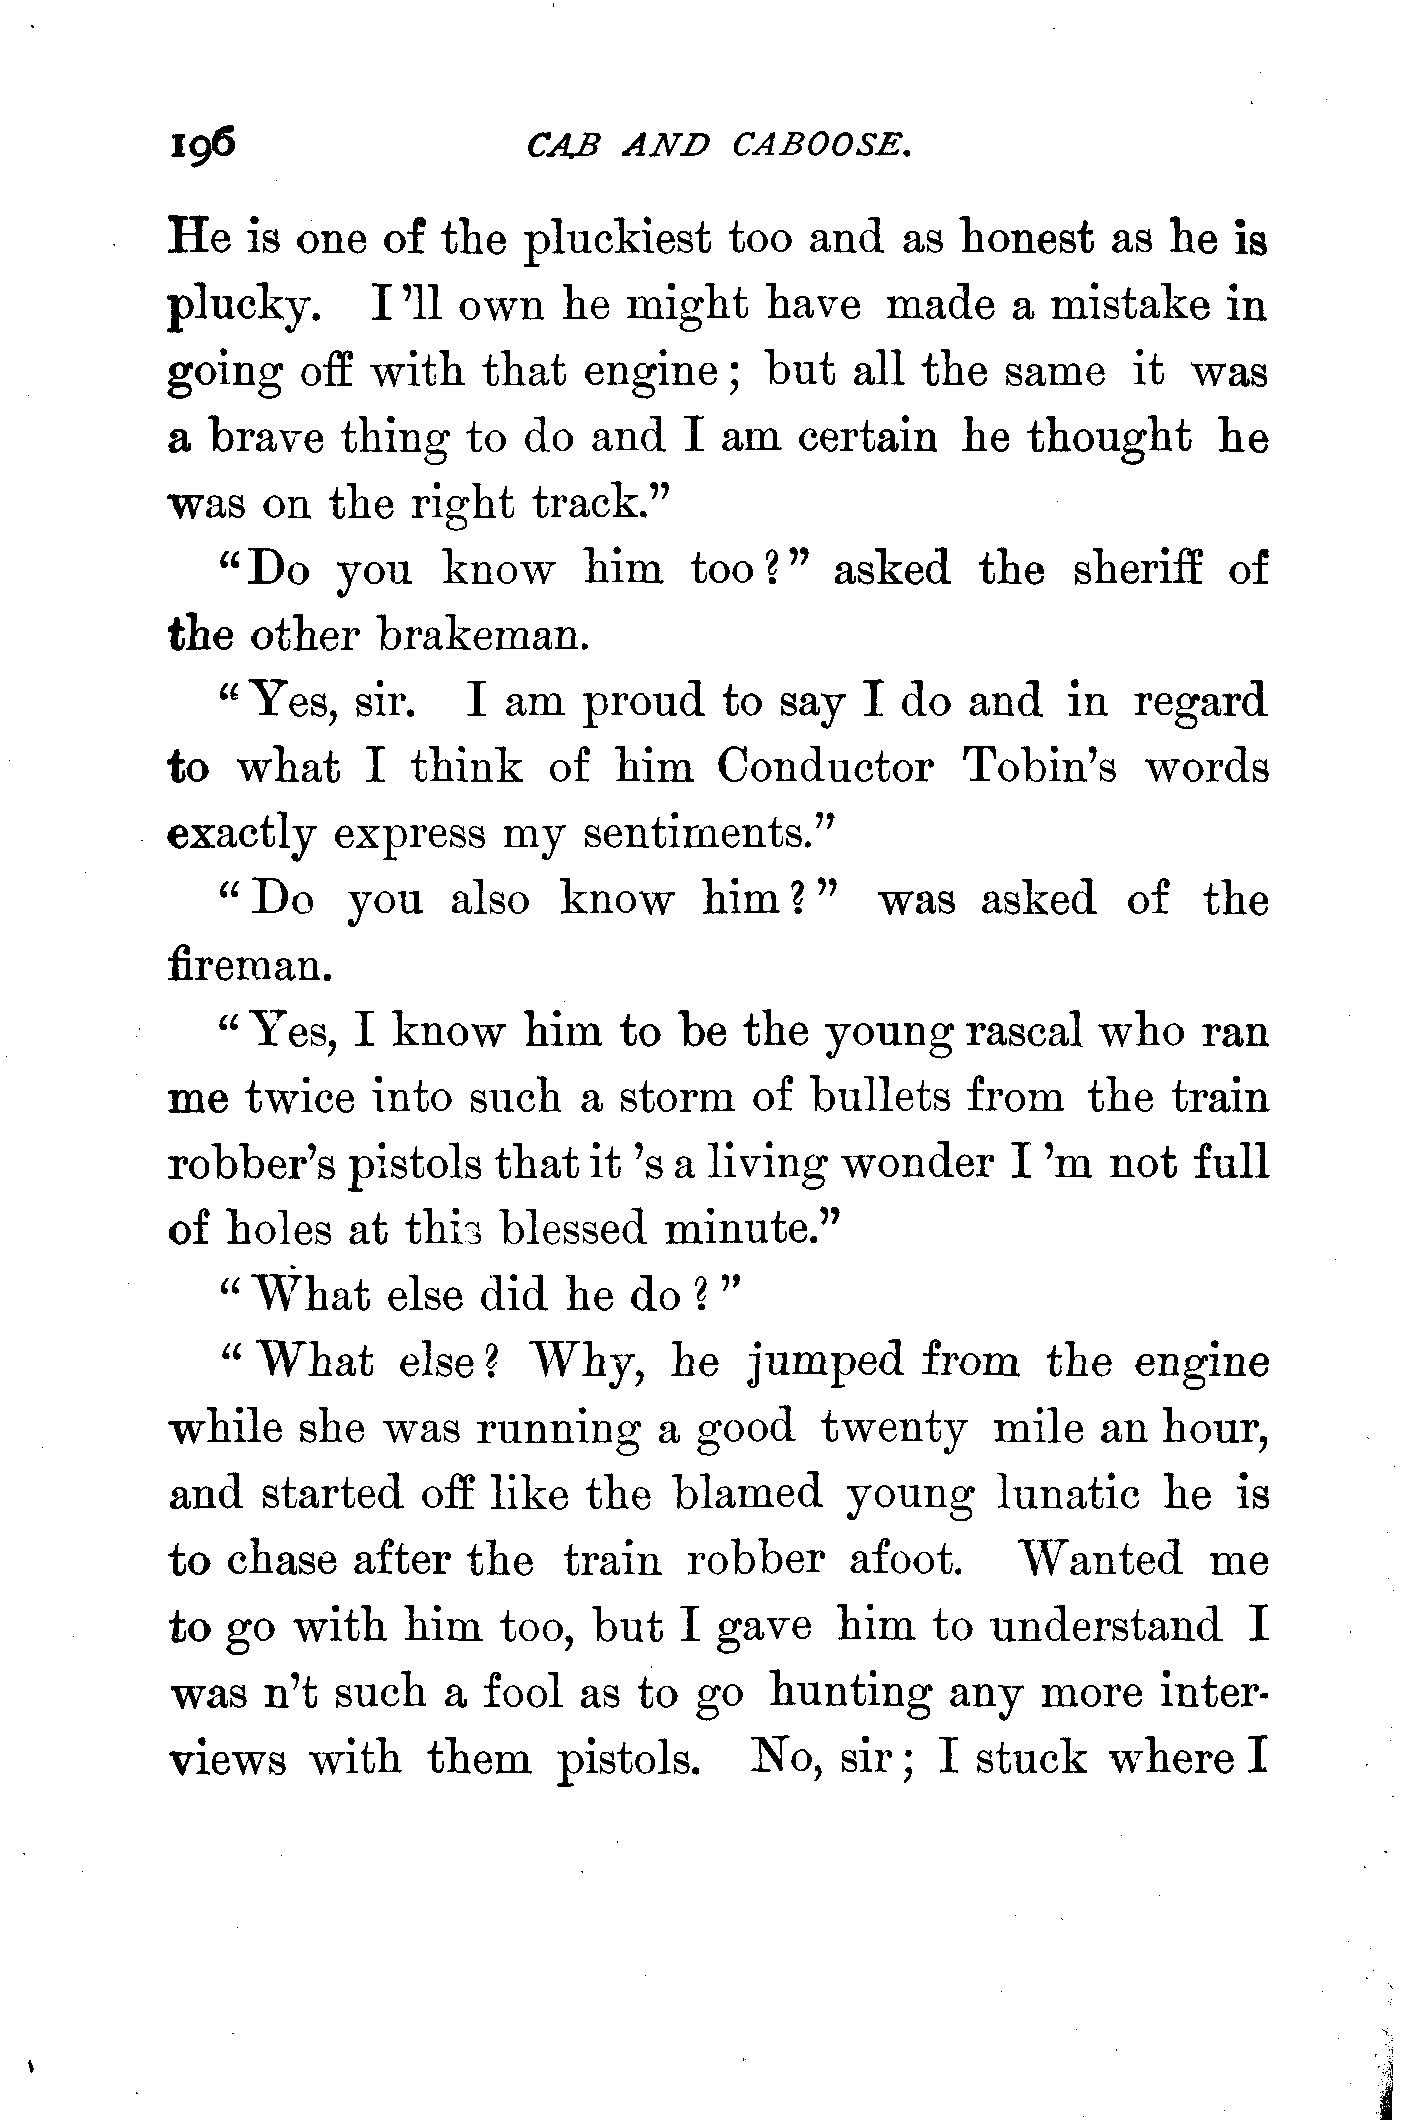 196 CAB AND CABOOSE.
He is one of the pluckiest too and as honest as he is
plucky. I 'll own he might have made a mistake in
going off with that engine; but all the same it was
a brave thing to do and I am certain he thought he
was on the right track."
"Do you know him too?" asked the sheriff of
the other brakeman.
"Yes, sir. I am proud to say I do and in regard
to what I think of him Conductor Tobin's words
exactly express my sentiments."
"Do you also know him?" was asked of the
fireman.
"Yes, I know him to be the young rascal who ran
me twice into such a storm of bullets from the train
robber's pistols that it 's a living wonder I 'm not full
of holes at this blessed minute."
"What else did he do?"
"What else? Why, he jumped from the engine
while she was running a good twenty mile an hour,
and started off like the blamed young lunatic he is
to chase after the train robber afoot. Wanted me
to go with him too, but I gave him to understand I
was n't such a fool as to go hunting any more inter-
views with them pistols. No, sir; I stuck where I